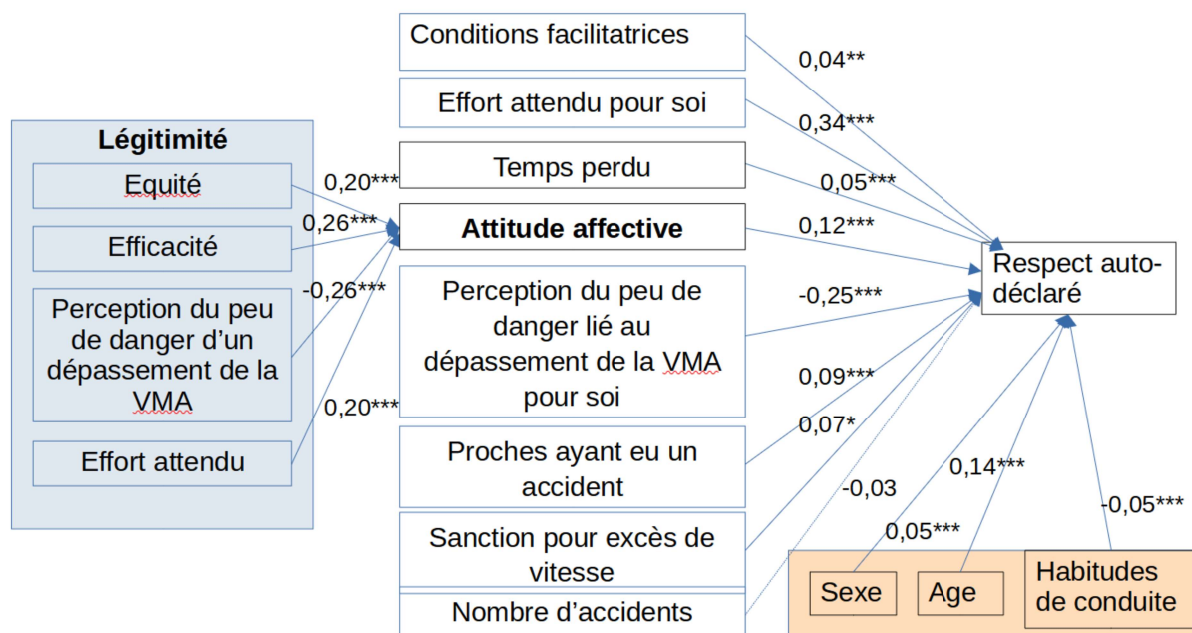 Légitimité
Equité
Efficacité
Perception du peu
de danger d'un
dépassement de la
VMA
Effort attendu
0,20***
0,26***
-0,26***
0,20***
Conditions facilitatrices
Effort attendu pour soi
Temps perdu
Attitude affective
Perception du peu de
danger lié au
dépassement de la VMA
pour soi
Proches ayant eu un
accident
Sanction pour excès de
vitesse
Nombre d'accidents
0,04**
0,34***
0,05***
0,12***
-0,25***
0,09***
0,07*
-0,03
0,05***
0,14***
-0,05***
Respect auto-
déclaré
Sexe
Age
Habitudes
de conduite